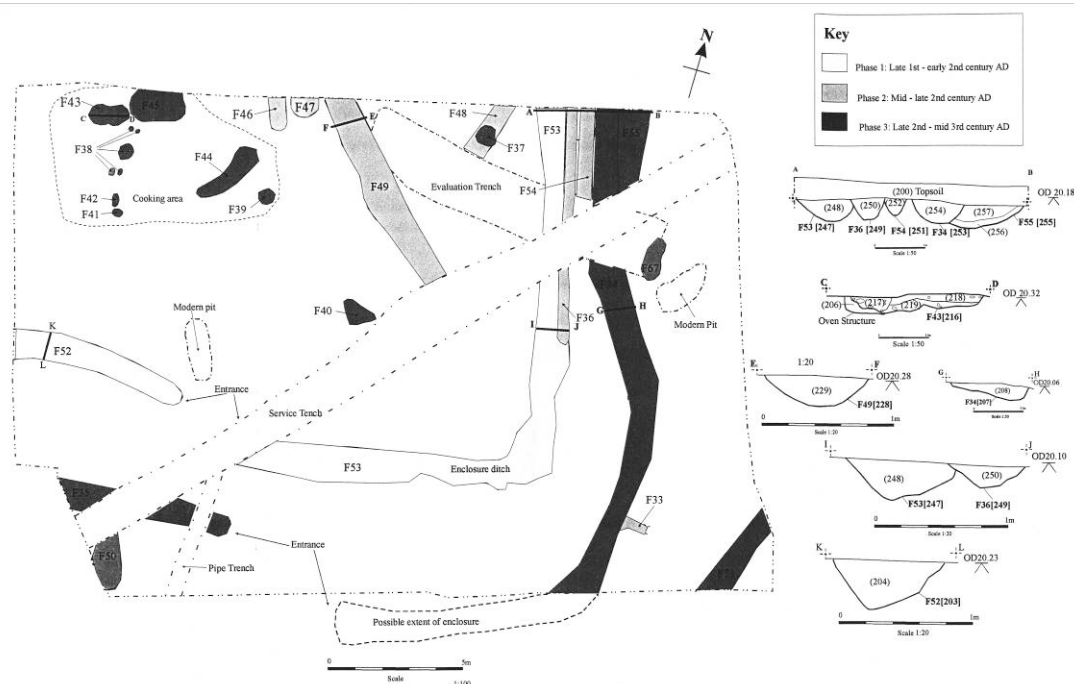 N
Key
Phase 1: Late 1st - early 2nd century AD
Phase 2: Mid - late 2nd century AD
Phase 3: Late 2nd - mid 3rd century AD
F43
F45
C
D
F38
F42
F41
F44
F39
Cooking area
F46
F47
F
E
F49
F48
F37
Evaluation Trench
A
B
F53
F55
F54
F67
Modern Pit
F34
G
H
F36
I
J
F40
Modern pit
K
L
F52
Entrance
Service Tench
F53
Enclosure ditch
F35
F50
Pipe Trench
Entrance
F33
Possible extent of enclosure
0
5m
Scale
1:100
A
B
(200) Topsoil
OD 20.18
(248)
(250)
(252)
(254)
(257)
(256)
F53 [247]
F36 [249]
F54 [251]
F34 [253]
F55 [255]
Scale 1:50
C
D
OD 20.32
(206)
(217)
(219)
(218)
Oven Structure
F43[216]
Scale 1:50
E
1:20
F
OD20.28
(229)
F49[228]
0
1m
Scale 1:20
G
H
OD20.06
(208)
F34[207]
I
J
OD20.10
(248)
(250)
F53[247]
F36[249]
0
1m
Scale 1:20
K
L
OD20.23
(204)
F52[203]
0
1m
Scale 1:20